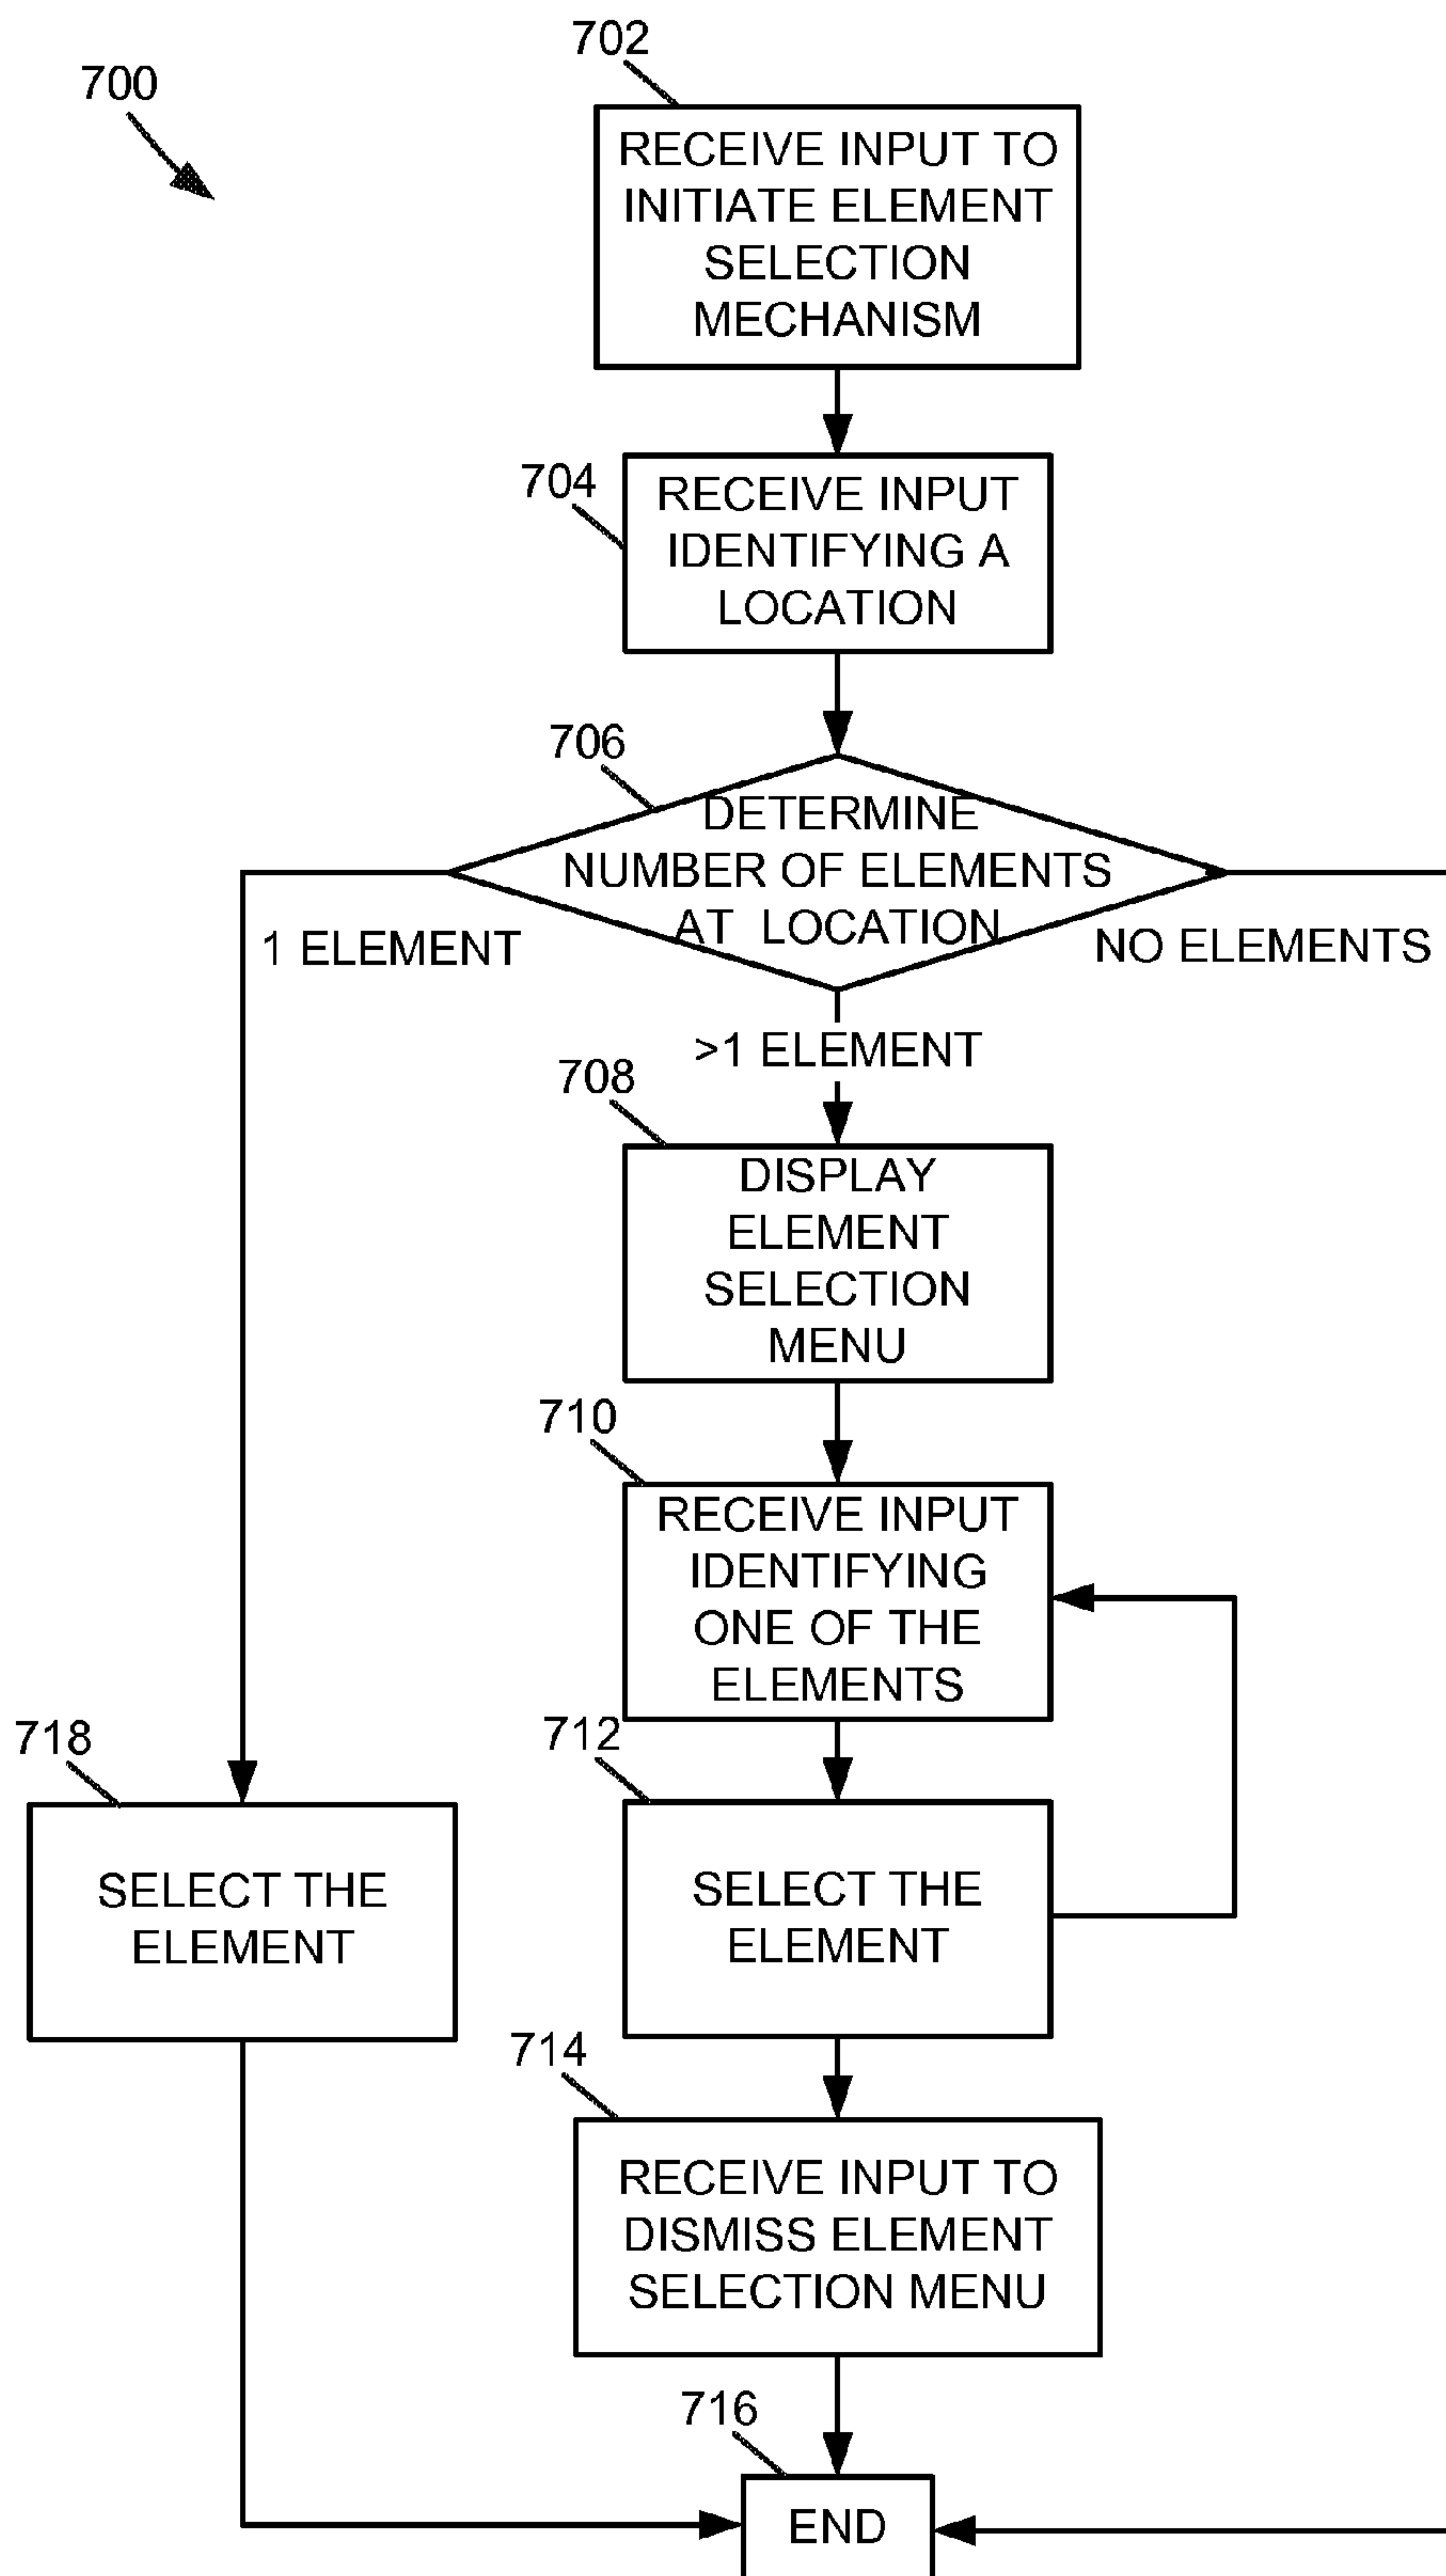 702
700
RECEIVE INPUT TO
INITIATE ELEMENT
SELECTION
MECHANISM
704
RECEIVE INPUT
IDENTIFYING A
LOCATION
706
DETERMINE
NUMBER OF ELEMENTS
AT LOCATION
1 ELEMENT
NO ELEMENTS
>1 ELEMENT
708
DISPLAY
ELEMENT
SELECTION
MENU
710
RECEIVE INPUT
IDENTIFYING
ONE OF THE
ELEMENTS
718
712
SELECT THE
ELEMENT
SELECT THE
ELEMENT
714
RECEIVE INPUT TO
DISMISS ELEMENT
SELECTION MENU
716
END